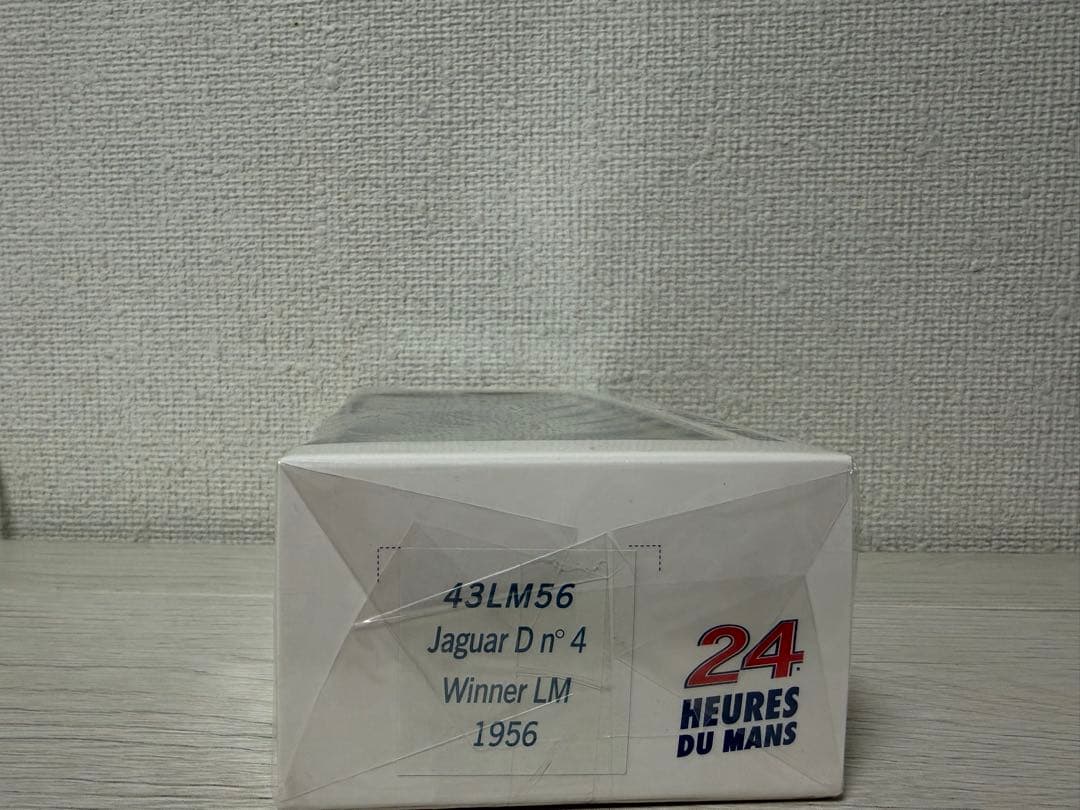 43LM56
Jaguar D n° 4
Winner LM
1956
24
HEURES
DU MANS